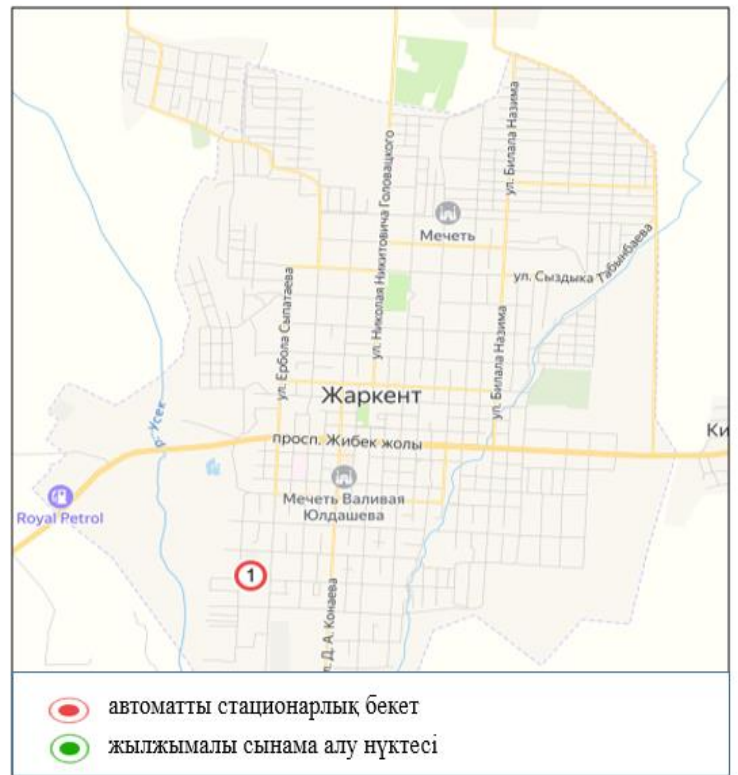 ул. Николая Никитовича Головацкого
ул. Билала Назима
Мечеть
ул. Сыздыка Табынбаева
ул. Ербола Сыпатаева
ул. Билала Назима
Жаркент
р. Усек
просп. Жибек жолы
Ки
Мечеть Валивая
Юлдашева
Royal Petrol
1
л. Д. А. Конаева
автоматты стационарлық бекет
жылжымалы сынама алу нүктесі